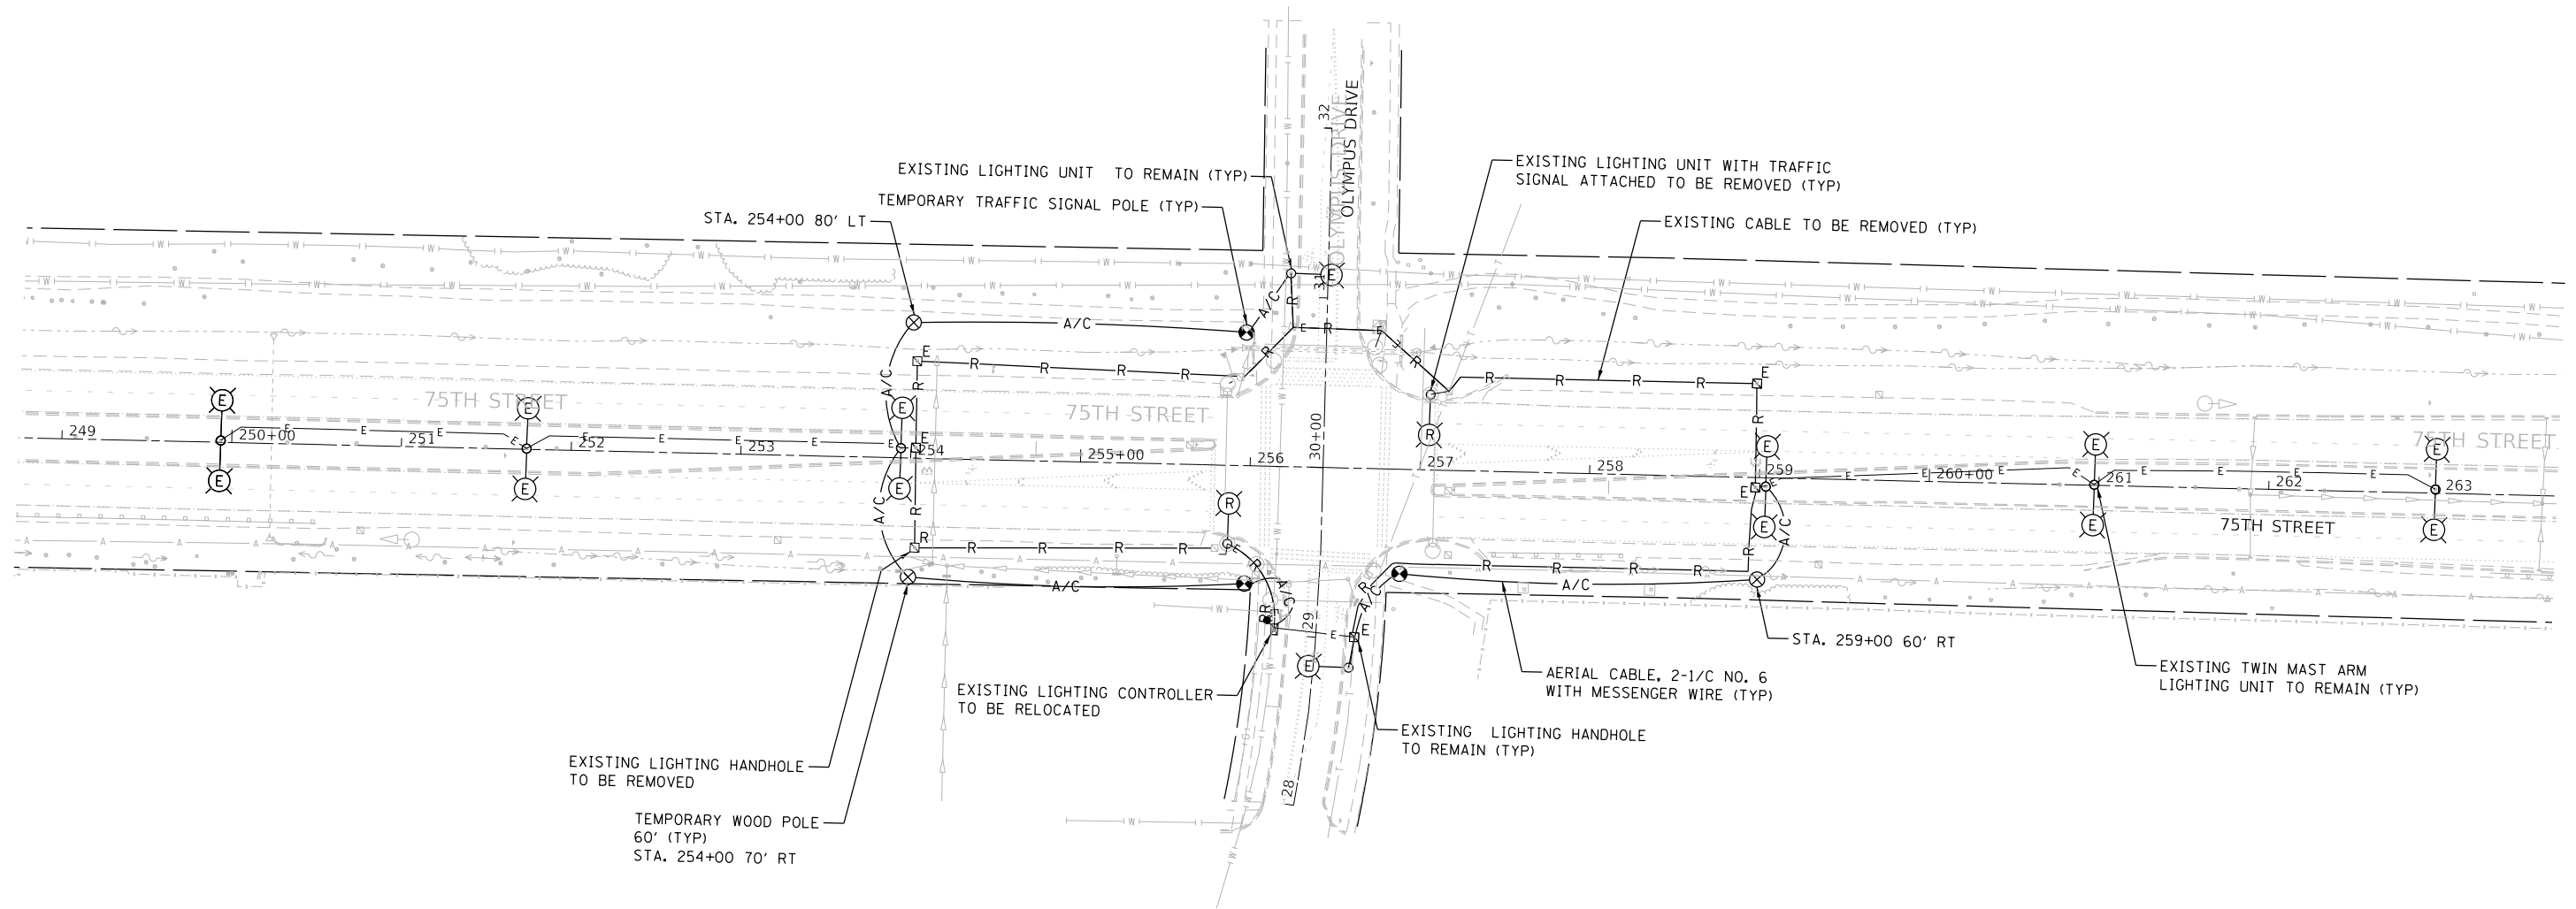 32
OLYMPUS DRIVE
OLYMPUS DRIVE
EXISTING LIGHTING UNIT TO REMAIN (TYP)
TEMPORARY TRAFFIC SIGNAL POLE (TYP)
STA. 254+00 80' LT
EXISTING LIGHTING UNIT WITH TRAFFIC
SIGNAL ATTACHED TO BE REMOVED (TYP)
EXISTING CABLE TO BE REMOVED (TYP)
31
A/C
A/C
A/C
75TH STREET
75TH STREET
75TH STREET
249
250+00
251
252
253
254
255+00
256
30+00
257
258
259
260+00
261
262
263
75TH STREET
A/C
A/C
A/C
A/C
A/C
A/C
29
28
STA. 259+00 60' RT
AERIAL CABLE, 2-1/C NO. 6
WITH MESSENGER WIRE (TYP)
EXISTING TWIN MAST ARM
LIGHTING UNIT TO REMAIN (TYP)
EXISTING LIGHTING CONTROLLER
TO BE RELOCATED
EXISTING LIGHTING HANDHOLE
TO REMAIN (TYP)
EXISTING LIGHTING HANDHOLE
TO BE REMOVED
TEMPORARY WOOD POLE
60' (TYP)
STA. 254+00 70' RT